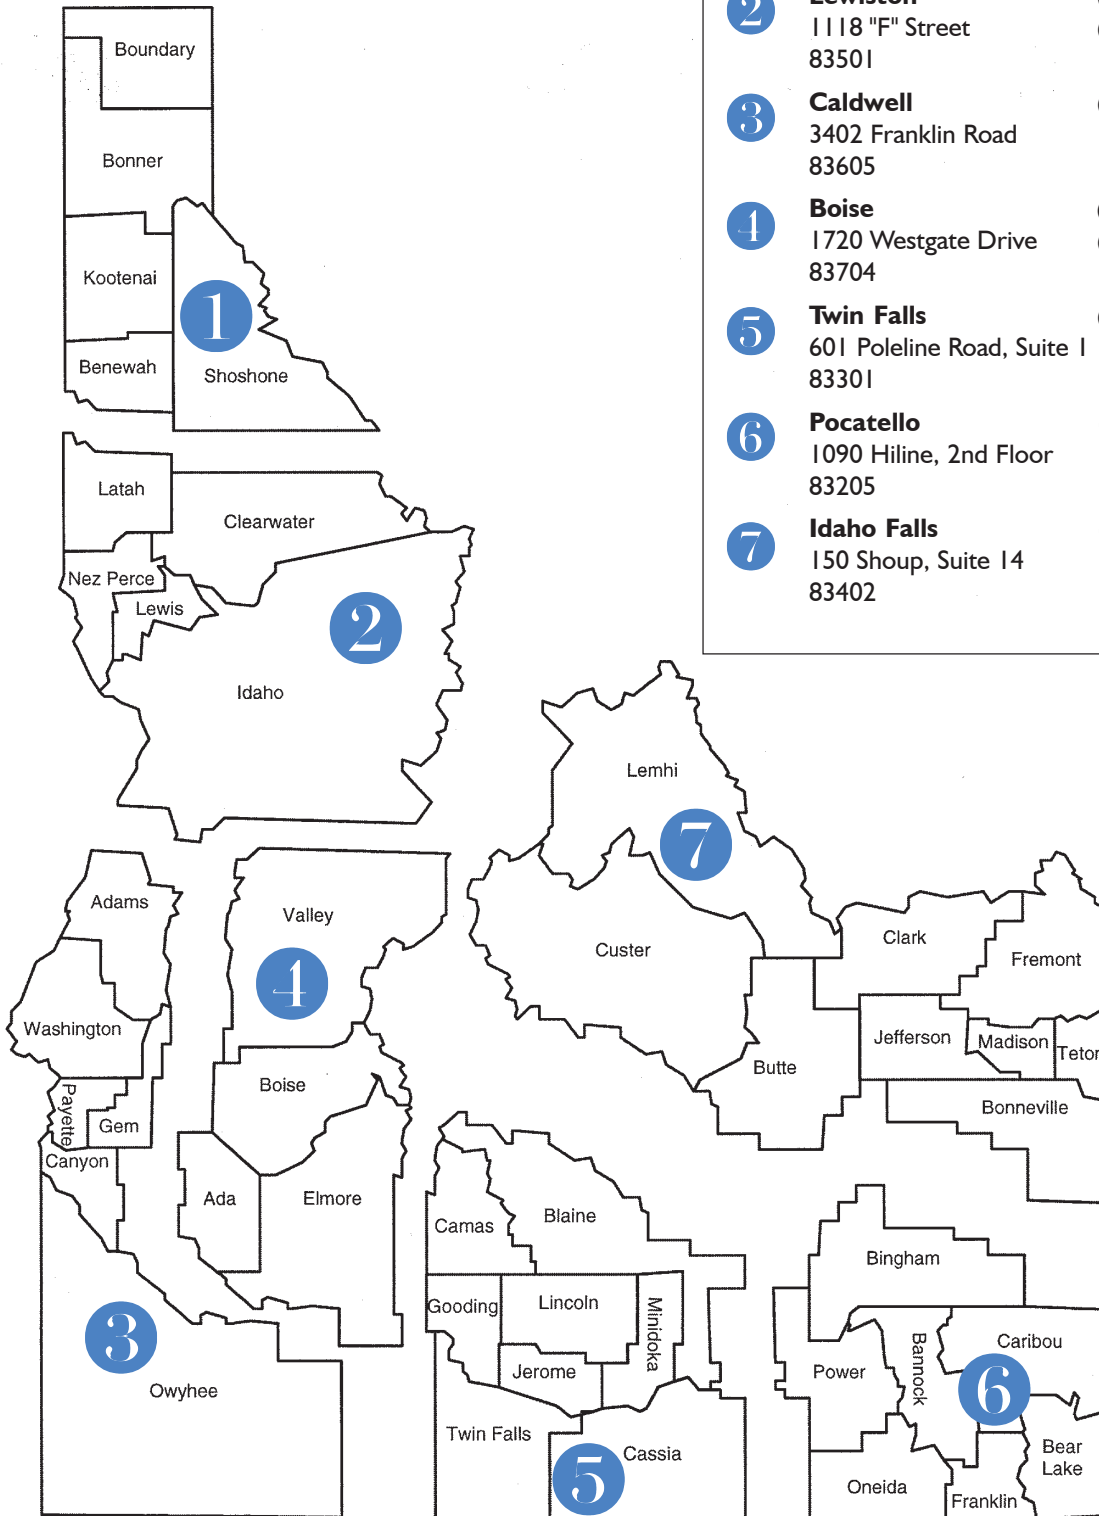 2
Lewiston
1118 "F" Street
83501
3
Caldwell
3402 Franklin Road
83605
4
Boise
1720 Westgate Drive
83704
5
Twin Falls
601 Poleline Road, Suite 1
83301
6
Pocatello
1090 Hiline, 2nd Floor
83205
7
Idaho Falls
150 Shoup, Suite 14
83402
Boundary
Bonner
Kootenai
1
Benewah
Shoshone
Latah
Clearwater
Nez Perce
Lewis
2
Idaho
Lemhi
7
Adams
Valley
Custer
Clark
Fremont
4
Washington
Jefferson
Madison
Teton
Butte
Boise
Payette
Gem
Bonneville
Canyon
Ada
Elmore
Camas
Blaine
Bingham
Gooding
Lincoln
Minidoka
3
Jerome
Power
Bannock
Caribou
6
Owyhee
Twin Falls
Cassia
5
Bear
Lake
Oneida
Franklin